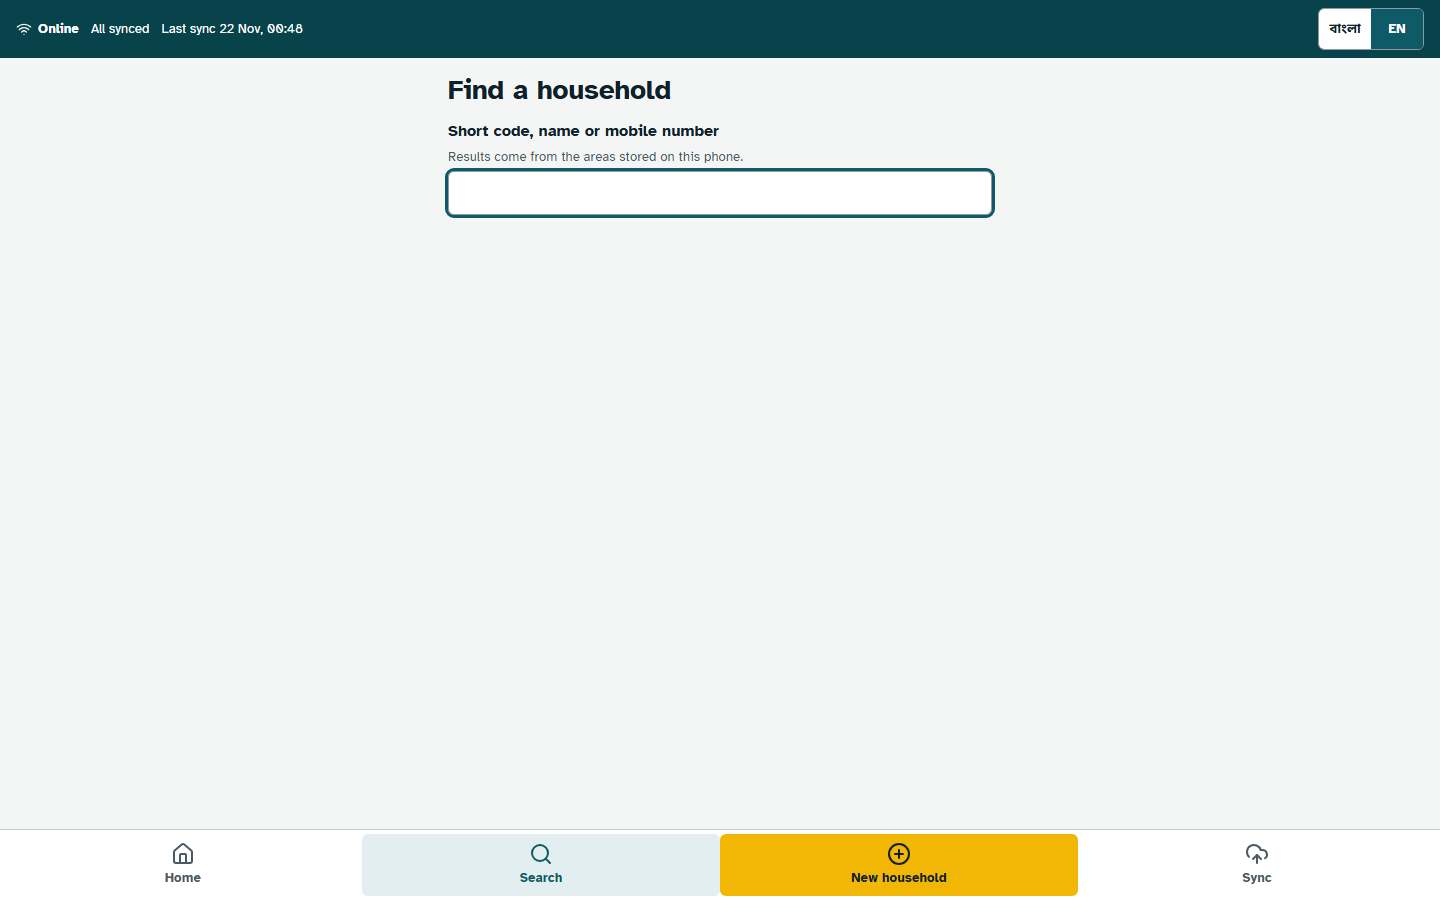 Online All synced Last sync 22 Nov, 00:48
বাংলা EN
Find a household
Short code, name or mobile number
Results come from the areas stored on this phone.
Home Search New household Sync